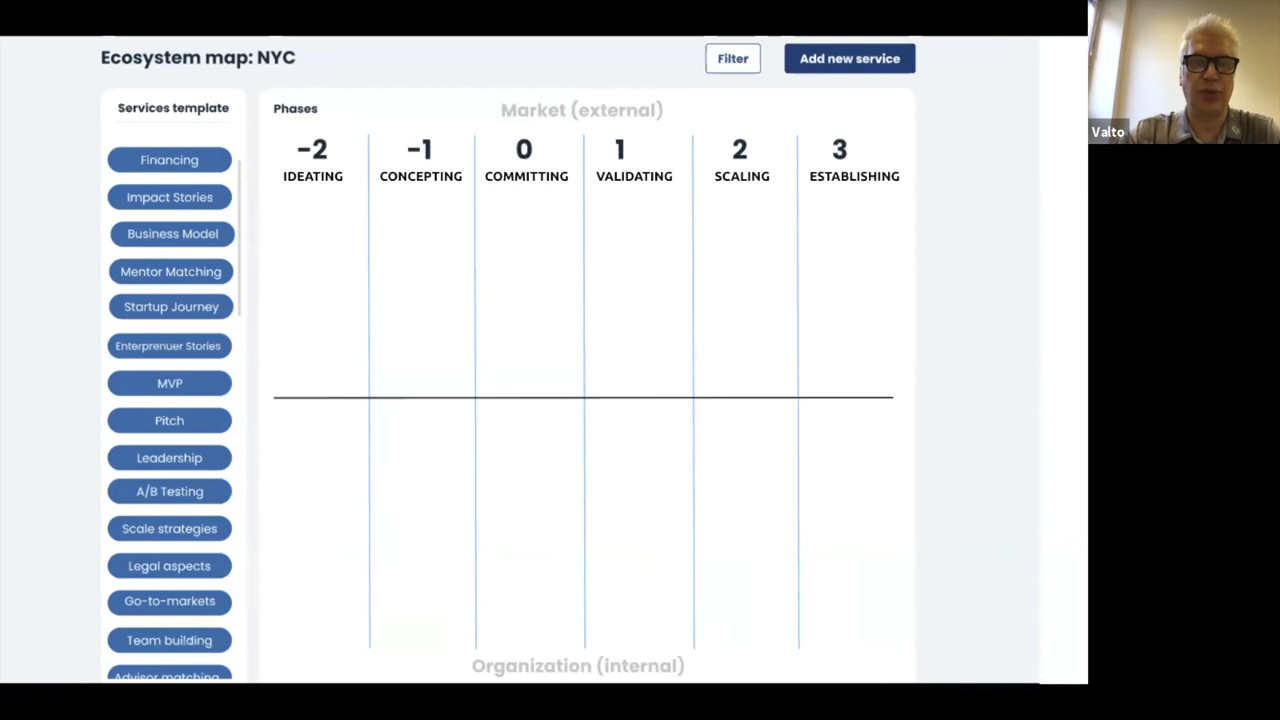 Ecosystem map: NYC
Filter
Add new service
Services template
Financing
Impact Stories
Business Model
Mentor Matching
Startup Journey
Enterprenuer Stories
MVP
Pitch
Leadership
A/B Testing
Scale strategies
Legal aspects
Go-to-markets
Team building
Advisor matching
Phases
Market (external)
-2 -1 0 1 2 3
IDEATING CONCEPTING COMMITTING VALIDATING SCALING ESTABLISHING
Organization (internal)
Valto